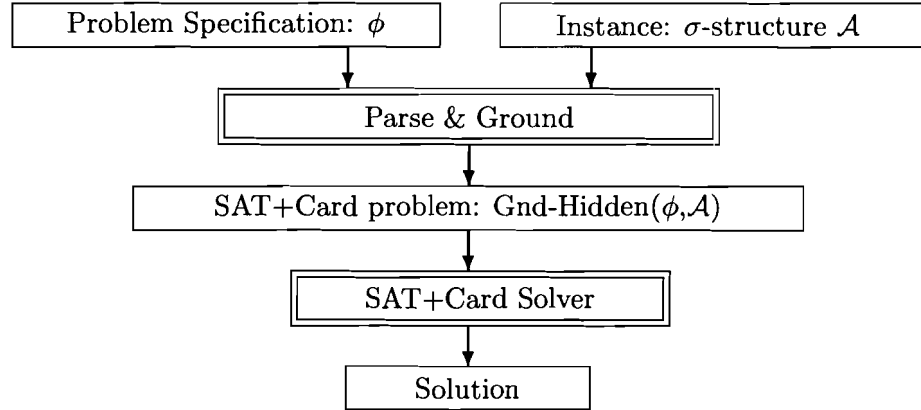 Problem Specification: ϕ
Instance: σ-structure 𝒜
Parse & Ground
SAT+Card problem: Gnd-Hidden(ϕ,𝒜)
SAT+Card Solver
Solution